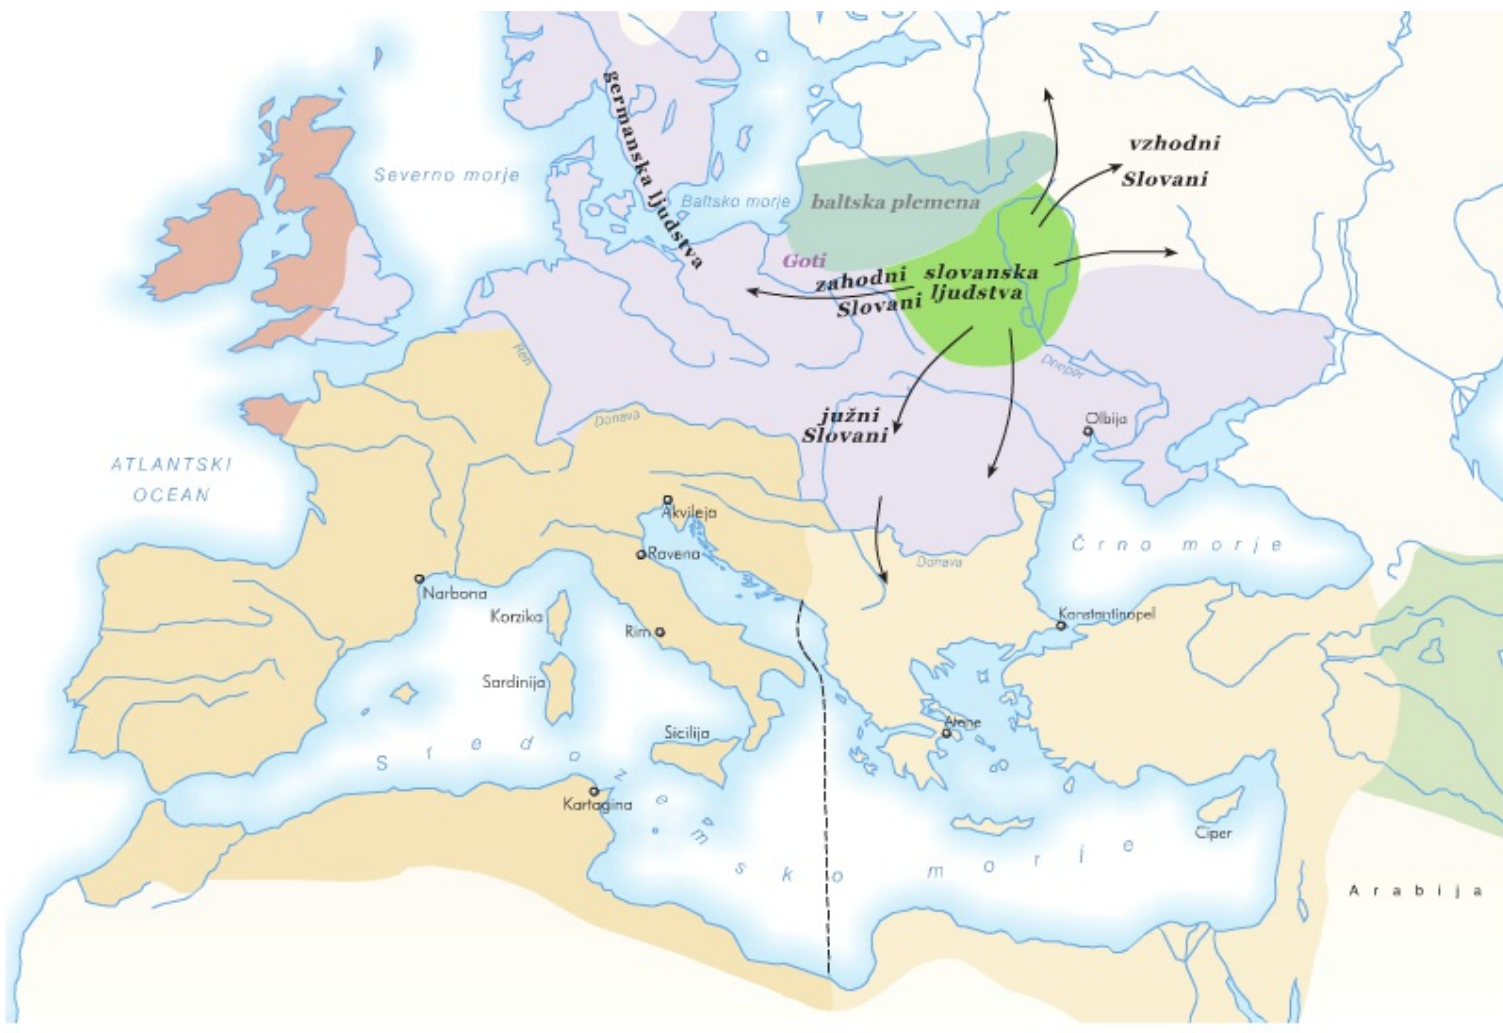 germanska ljudstva
Severno morje
Baltsko morje
baltska plemena
vzhodni
Slovani
Goti
zahodni
Slovani
slovanska
ljudstva
Ren
Dneper
Donava
južni
Slovani
Olbija
ATLANTSKI
OCEAN
Akvileja
Ravena
Črno morje
Donava
Narbona
Korzika
Rim
Konstantinopel
Sardinija
Sicilija
Atene
Sredozemsko morje
Kartagina
Ciper
Arabija